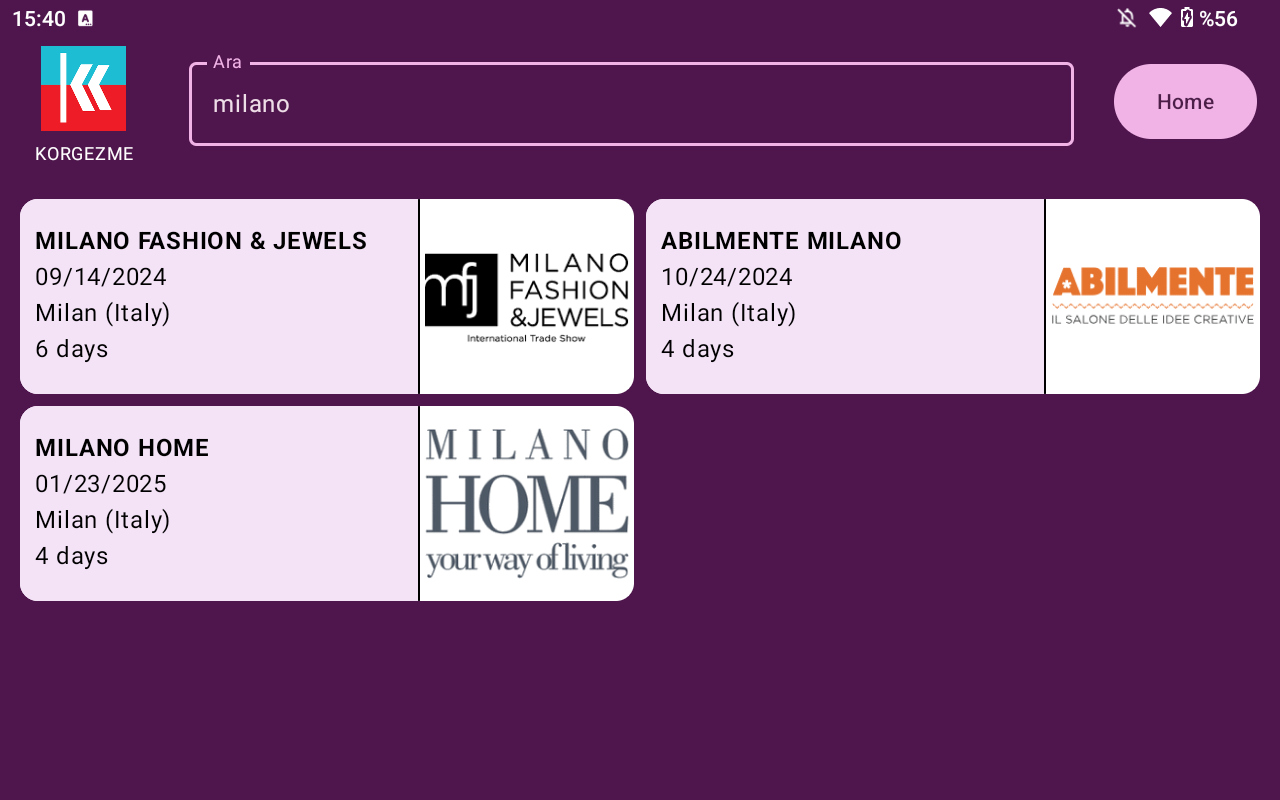 15:40 A
%56
KORGEZME
Ara
milano
Home
MILANO FASHION & JEWELS
09/14/2024
Milan (Italy)
6 days
mfj
MILANO
FASHION
&JEWELS
International Trade Show
ABILMENTE MILANO
10/24/2024
Milan (Italy)
4 days
ABILMENTE
IL SALONE DELLE IDEE CREATIVE
MILANO HOME
01/23/2025
Milan (Italy)
4 days
MILANO
HOME
your way of living